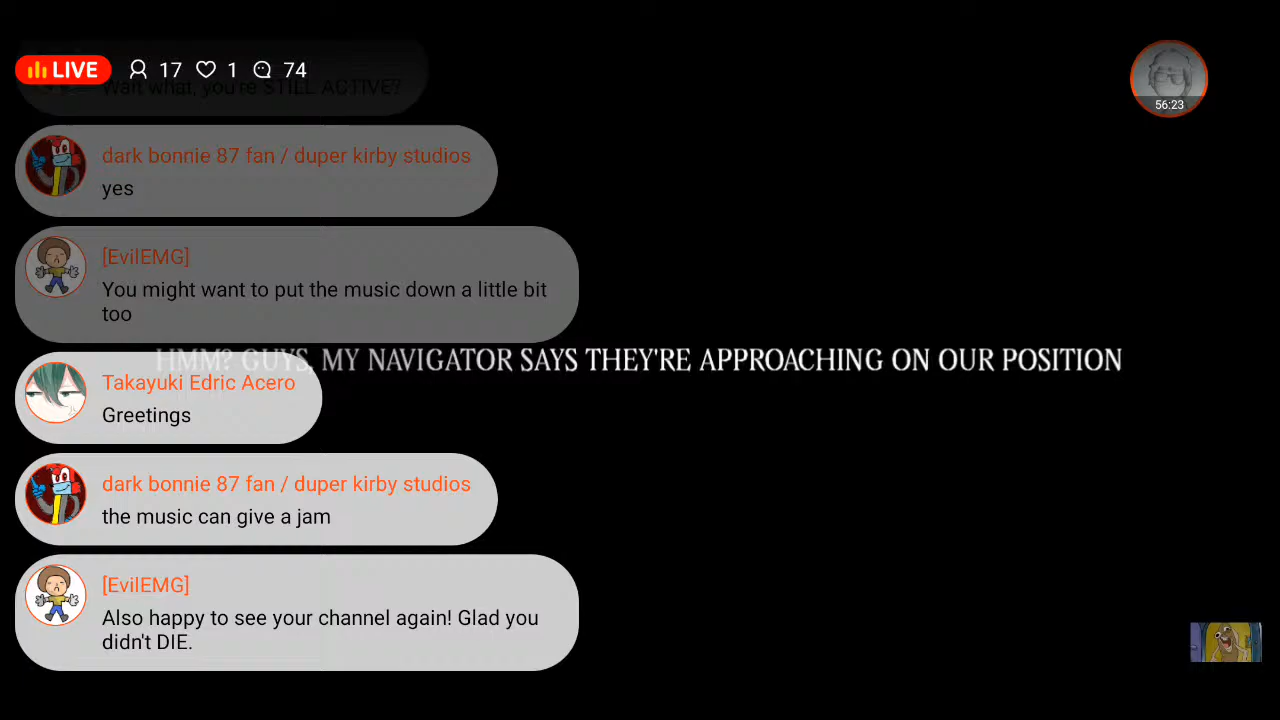 LIVE 17 1 74
Wait what, you're STILL ACTIVE?
56:23
dark bonnie 87 fan / duper kirby studios
yes
[EvilEMG]
You might want to put the music down a little bit
too
HMM? GUYS, MY NAVIGATOR SAYS THEY'RE APPROACHING ON OUR POSITION
Takayuki Edric Acero
Greetings
dark bonnie 87 fan / duper kirby studios
the music can give a jam
[EvilEMG]
Also happy to see your channel again! Glad you
didn't DIE.